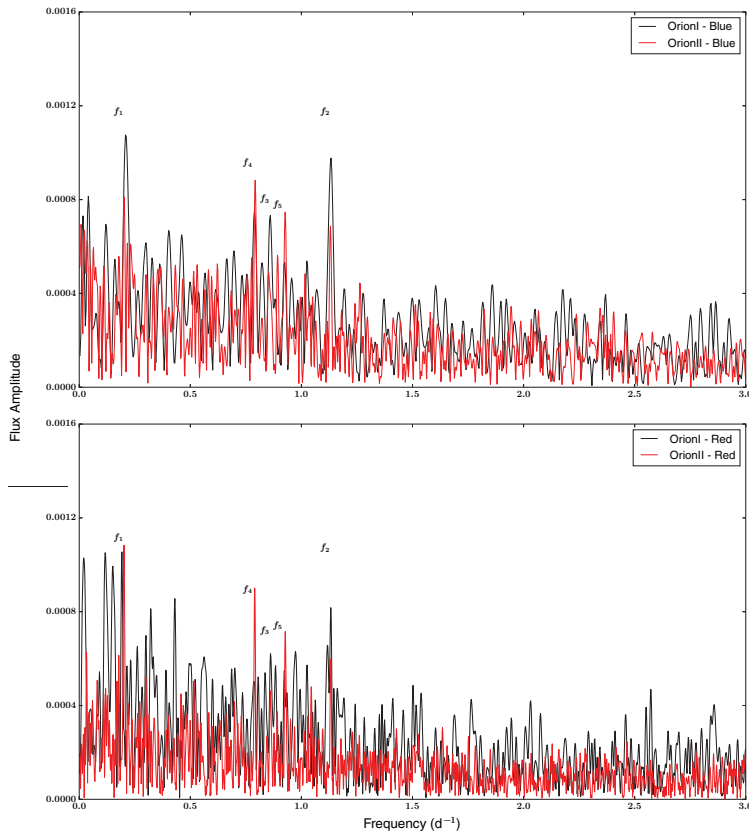 0.0016
OrionI - Blue
OrionII - Blue
0.0012
f₁
f₂
f₄
f₃
f₅
0.0008
0.0004
0.0000
0.0 0.5 1.0 1.5 2.0 2.5 3.0
Flux Amplitude
0.0016
OrionI - Red
OrionII - Red
0.0012
f₁
f₂
f₄
f₃
f₅
0.0008
0.0004
0.0000
0.0 0.5 1.0 1.5 2.0 2.5 3.0
Frequency (d⁻¹)